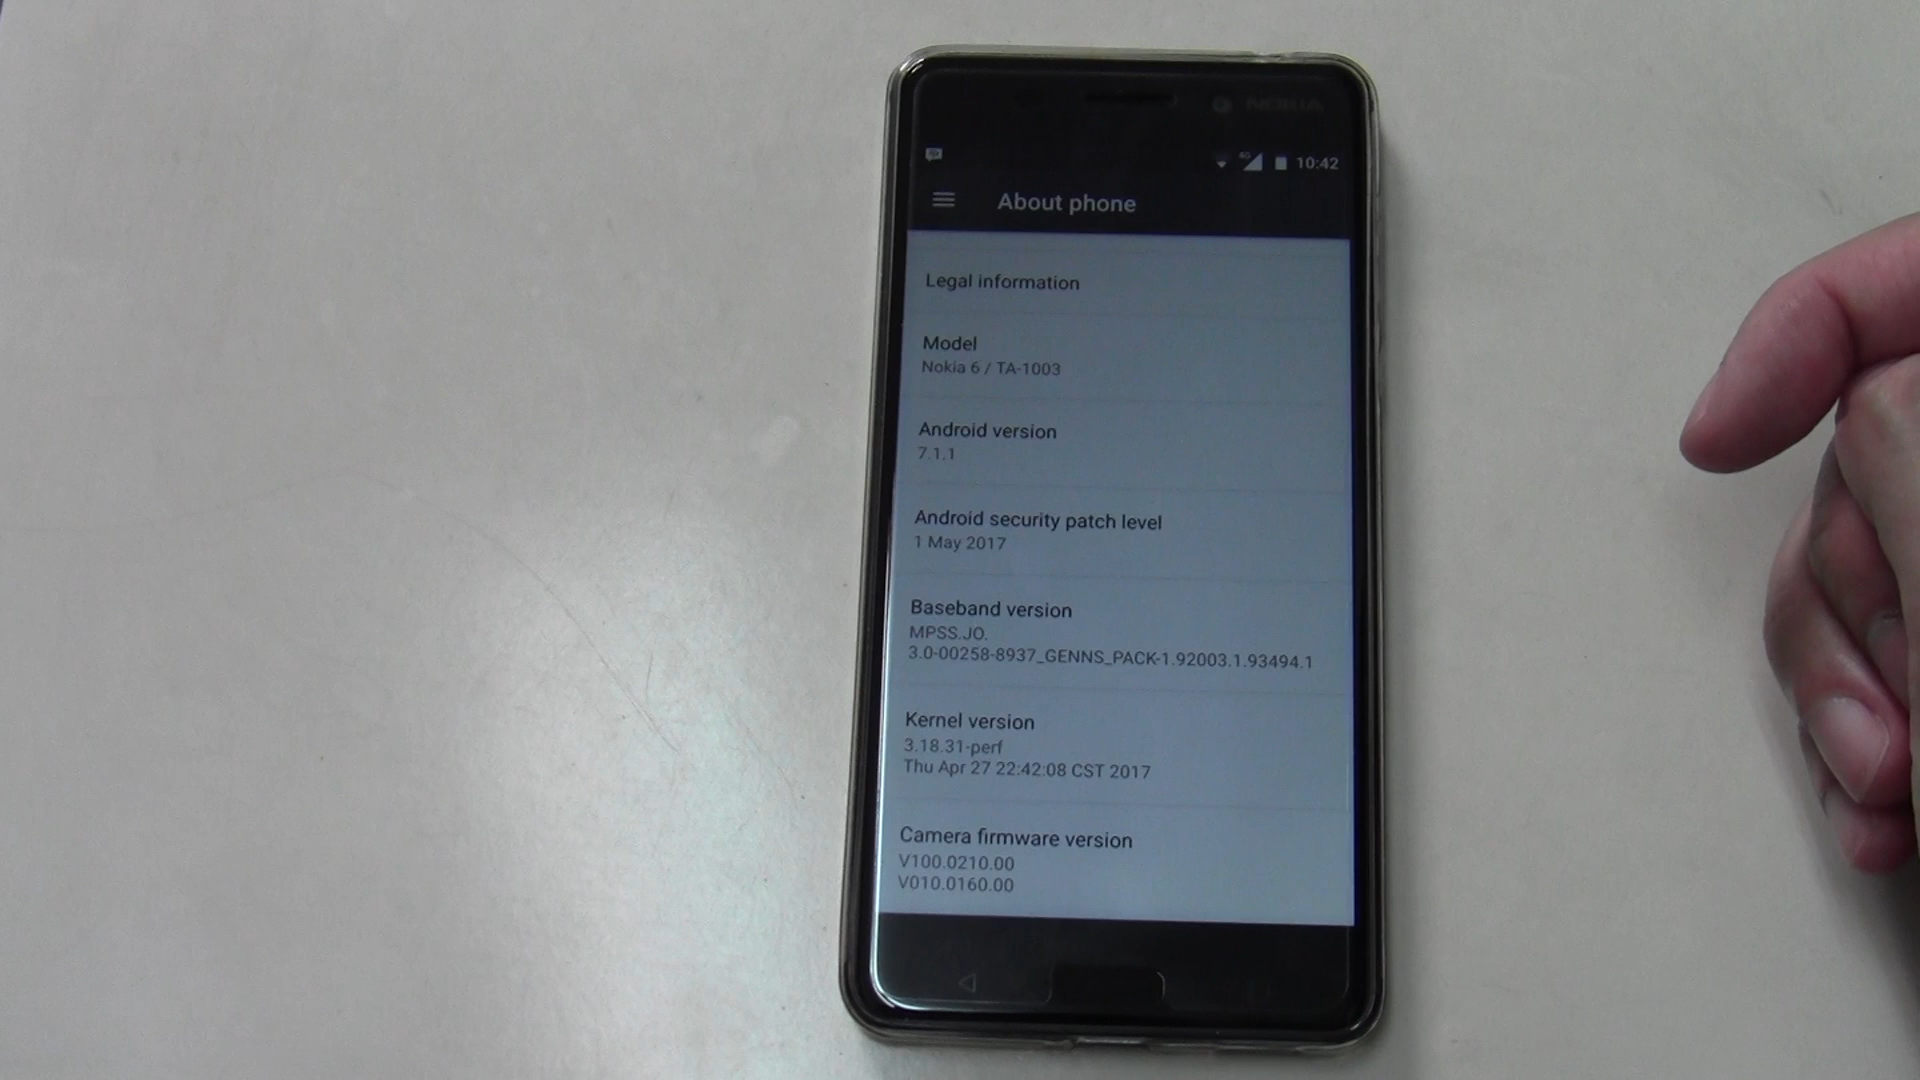 NOKIA
4G 10:42
About phone
Legal information
Model
Nokia 6 / TA-1003
Android version
7.1.1
Android security patch level
1 May 2017
Baseband version
MPSS.JO.
3.0-00258-8937_GENNS_PACK-1.92003.1.93494.1
Kernel version
3.18.31-perf
Thu Apr 27 22:42:08 CST 2017
Camera firmware version
V100.0210.00
V010.0160.00